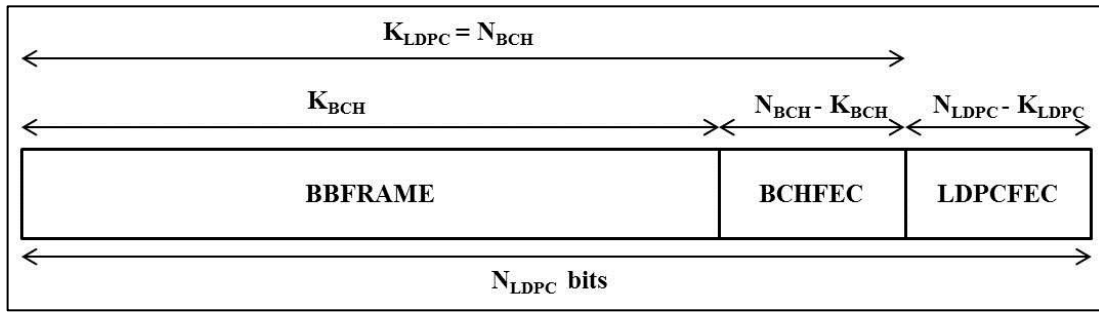 K_LDPC = N_BCH
K_BCH
N_BCH - K_BCH
N_LDPC - K_LDPC
BBFRAME
BCHFEC
LDPCFEC
N_LDPC bits